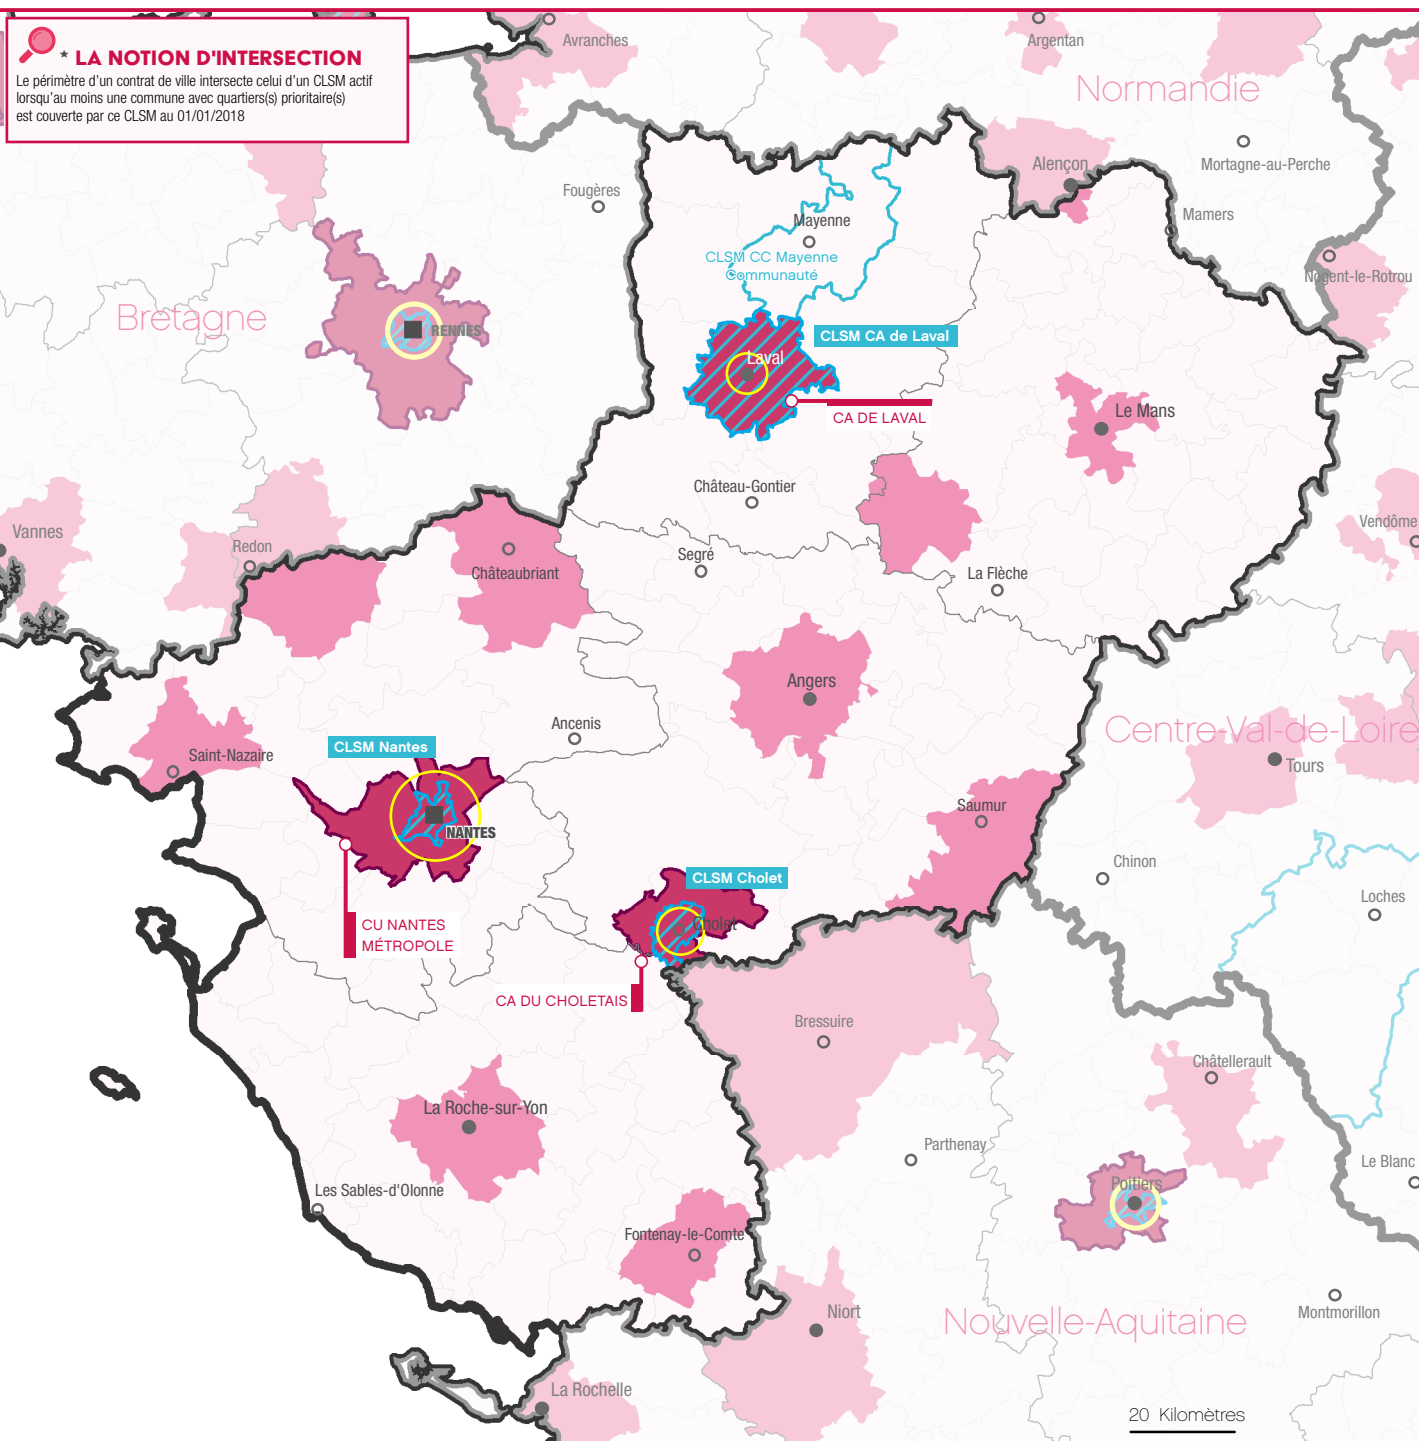 * LA NOTION D'INTERSECTION
Le périmètre d'un contrat de ville intersecte celui d'un CLSM actif
lorsqu'au moins une commune avec quartiers(s) prioritaire(s)
est couverte par ce CLSM au 01/01/2018
Avranches
Argentan
Normandie
Mortagne-au-Perche
Alençon
Fougères
Mamers
Mayenne
CLSM CC Mayenne
Communauté
Nogent-le-Rotrou
Bretagne
RENNES
CLSM CA de Laval
Laval
CA DE LAVAL
Le Mans
Château-Gontier
Vannes
Vendôme
Redon
Segré
Châteaubriant
La Flèche
Angers
Ancenis
Centre-Val-de-Loire
Saint-Nazaire
CLSM Nantes
Tours
Saumur
NANTES
Chinon
CLSM Cholet
Loches
Cholet
CU NANTES
MÉTROPOLE
CA DU CHOLETAIS
Bressuire
Châtellerault
La Roche-sur-Yon
Parthenay
Le Blanc
Poitiers
Les Sables-d'Olonne
Fontenay-le-Comte
Niort
Montmorillon
Nouvelle-Aquitaine
La Rochelle
20 Kilomètres